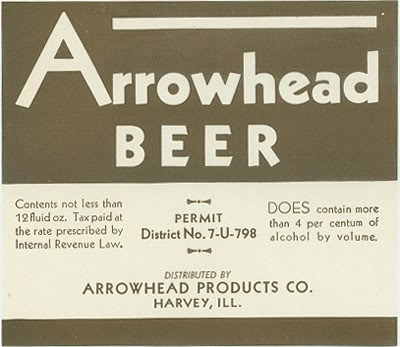 Arrowhead
BEER
Contents not less than
12 fluid oz. Tax paid at
the rate prescribed by
Internal Revenue Law.
PERMIT
District No. 7-U-798
DOES contain more
than 4 per centum of
alcohol by volume.
DISTRIBUTED BY
ARROWHEAD PRODUCTS CO.
HARVEY, ILL.